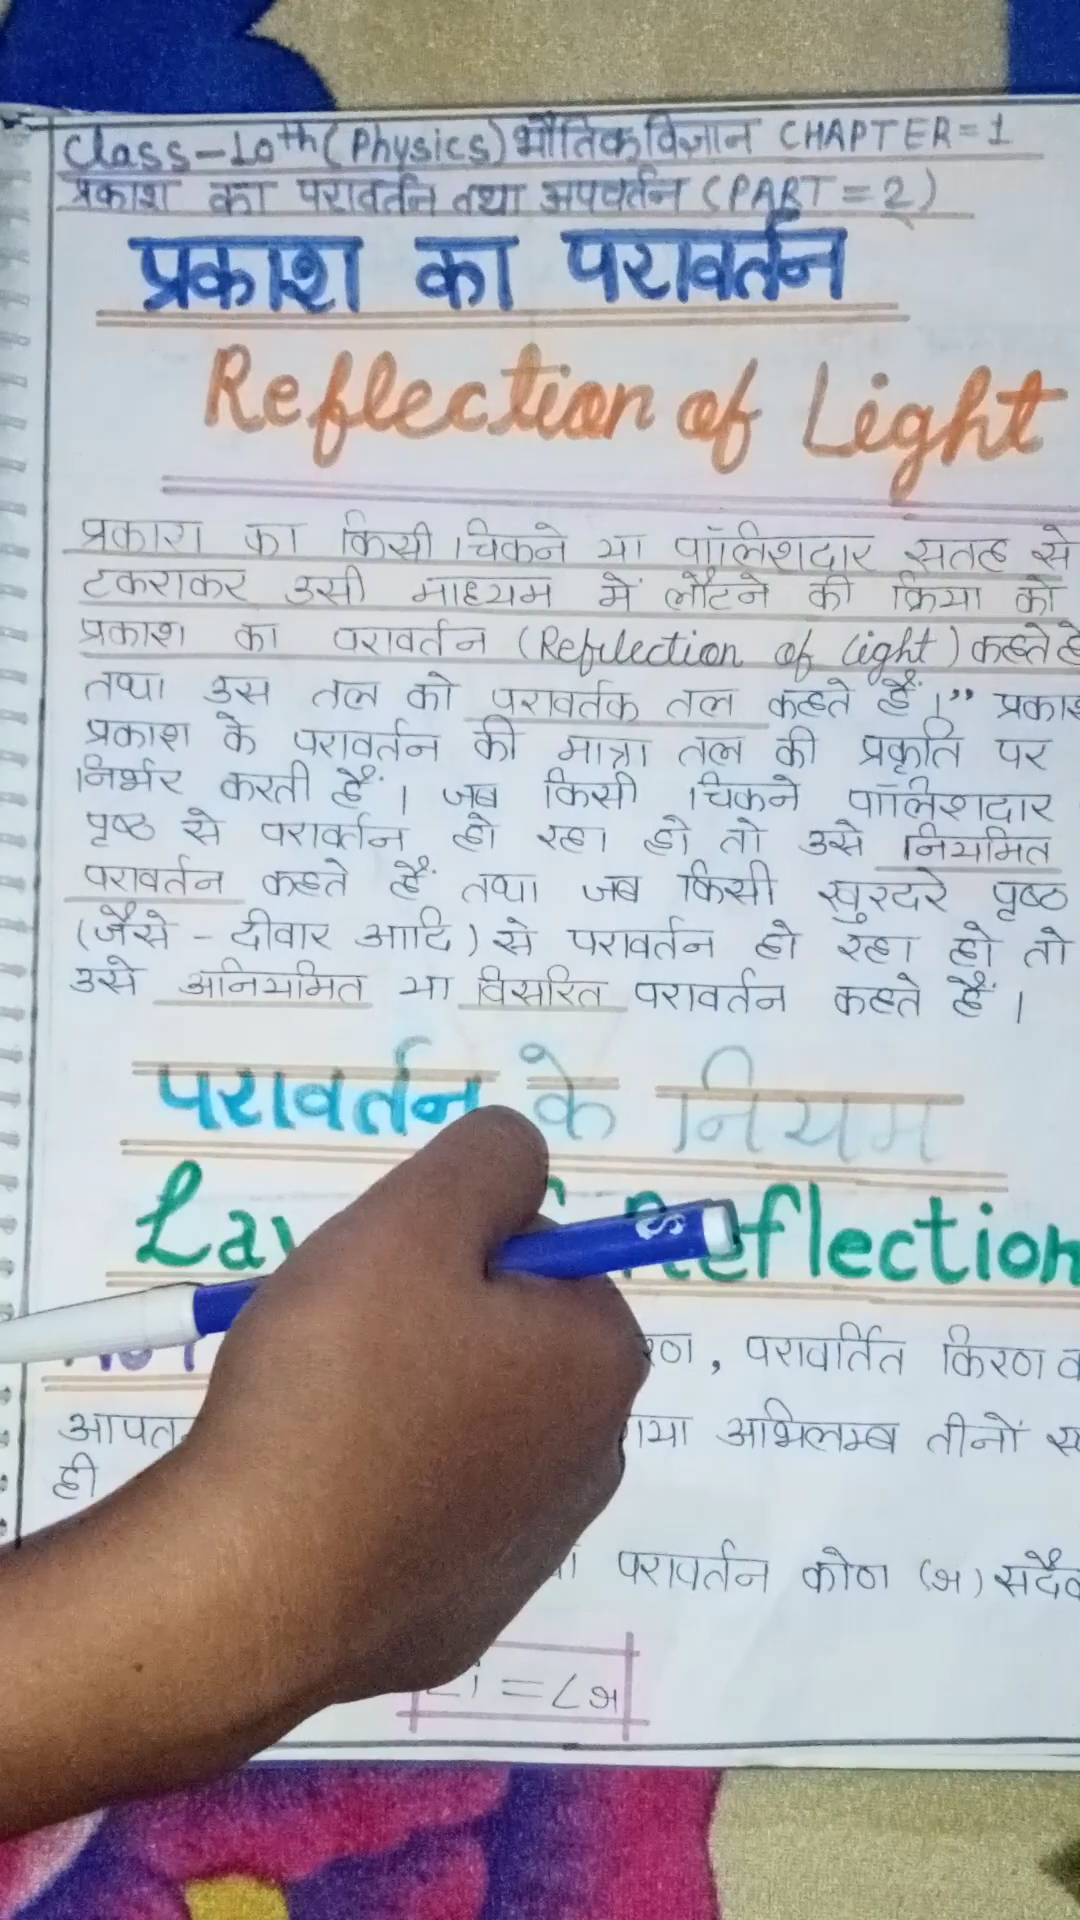 Class-10th (Physics) भौतिक विज्ञान CHAPTER=1
प्रकाश का परावर्तन तथा अपवर्तन (PART=2)
प्रकाश का परावर्तन
Reflection of Light
प्रकाश का किसी चिकने या पॉलिशदार सतह से
टकराकर उसी माध्यम में लौटने की क्रिया को
प्रकाश का परावर्तन (Refulection of light) कहते है
तथा उस तल को परावर्तक तल कहते हैं।”
प्रकाश के परावर्तन की मात्रा तल की प्रकृति पर
निर्भर करती हैं। जब किसी चिकने पॉलिशदार
पृष्ठ से परावर्तन हो रहा हो तो उसे नियमित
परावर्तन कहते हैं तथा जब किसी खुरदरे पृष्ठ
(जैसे - दीवार आदि) से परावर्तन हो रहा हो तो
उसे अनियमित या विसरित परावर्तन कहते हैं।
परावर्तन के नियम
Reflection
परावर्तित किरण
अभिलम्ब तीनों
ही
परावर्तन कोण (r) सदैव
= ∠r